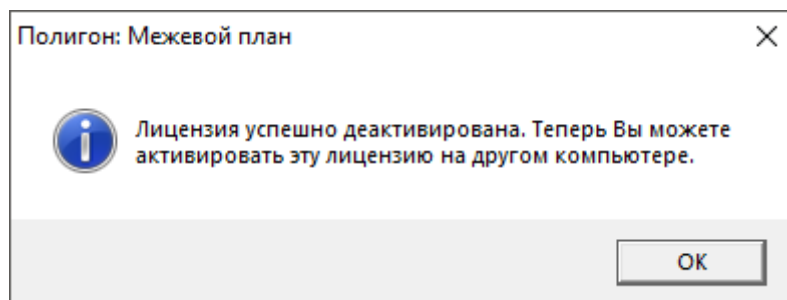 Полигон: Межевой план
Лицензия успешно деактивирована. Теперь Вы можете
активировать эту лицензию на другом компьютере.
OK